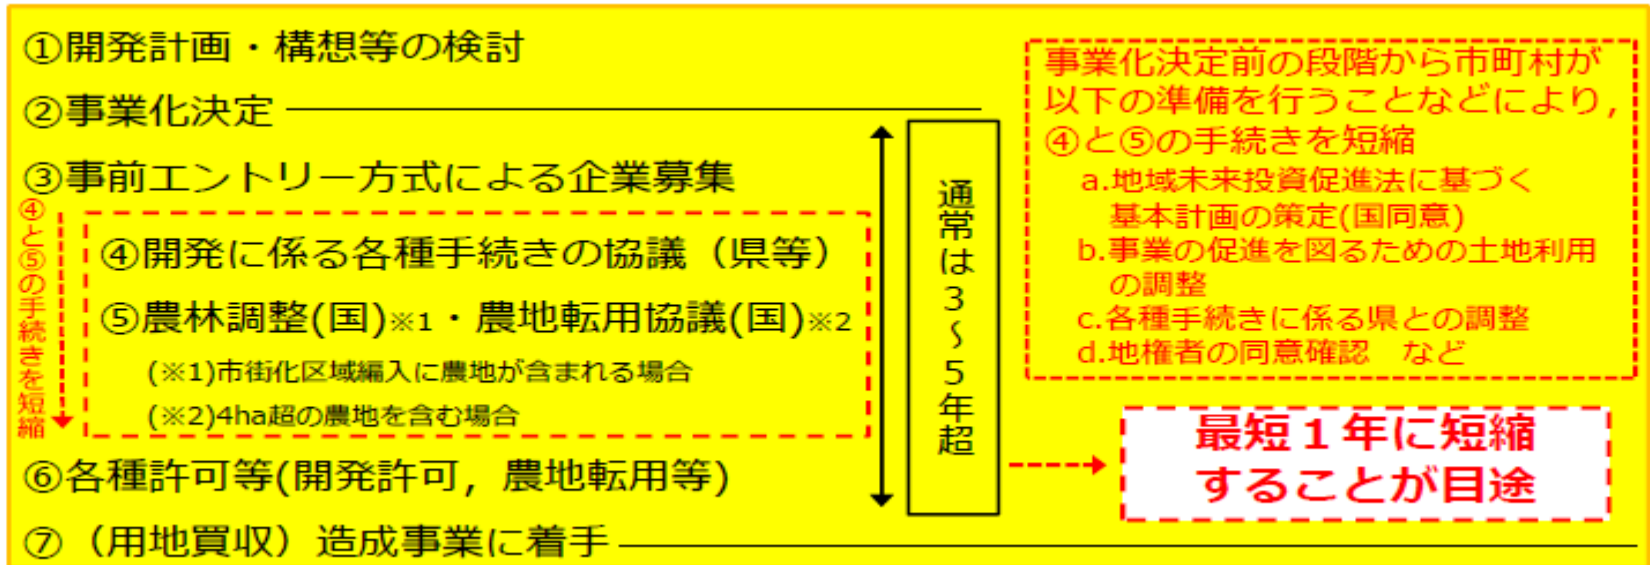 ①開発計画・構想等の検討
②事業化決定
③事前エントリー方式による企業募集
④と⑤の手続きを短縮
④開発に係る各種手続きの協議（県等）
⑤農林調整(国)※1・農地転用協議(国)※2
(※1)市街化区域編入に農地が含まれる場合
(※2)4ha超の農地を含む場合
⑥各種許可等(開発許可，農地転用等)
⑦（用地買収）造成事業に着手
通常は３～５年超
事業化決定前の段階から市町村が
以下の準備を行うことなどにより，
④と⑤の手続きを短縮
a.地域未来投資促進法に基づく
基本計画の策定(国同意)
b.事業の促進を図るための土地利用
の調整
c.各種手続きに係る県との調整
d.地権者の同意確認　など
最短１年に短縮
することが目途